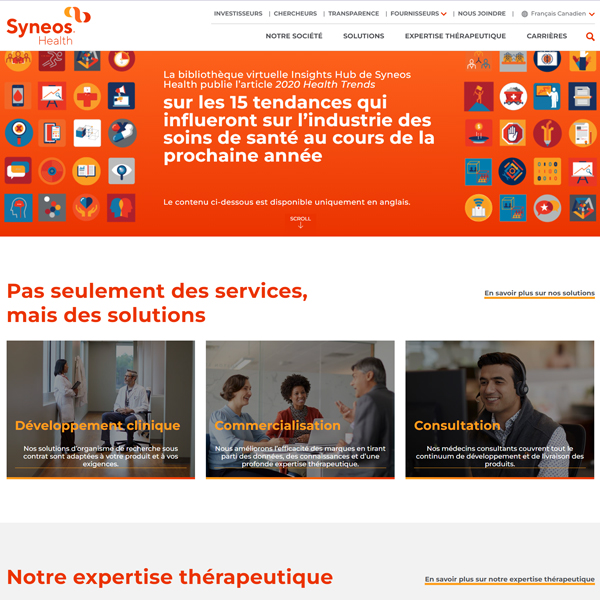 Syneos
Health
INVESTISSEURS | CHERCHEURS | TRANSPARENCE | FOURNISSEURS | NOUS JOINDRE | Français Canadien
NOTRE SOCIÉTÉ SOLUTIONS EXPERTISE THÉRAPEUTIQUE CARRIÈRES
La bibliothèque virtuelle Insights Hub de Syneos
Health publie l'article 2020 Health Trends
sur les 15 tendances qui
influeront sur l'industrie des
soins de santé au cours de la
prochaine année
Le contenu ci-dessous est disponible uniquement en anglais.
SCROLL
Pas seulement des services,
mais des solutions
En savoir plus sur nos solutions
Développement clinique
Nos solutions d'organisme de recherche sous
contrat sont adaptées à votre produit et à vos
exigences.
Commercialisation
Nous améliorons l'efficacité des marques en tirant
parti des données, des connaissances et d'une
profonde expertise thérapeutique.
Consultation
Nos médecins consultants couvrent tout le
continuum de développement et de livraison des
produits.
Notre expertise thérapeutique
En savoir plus sur notre expertise thérapeutique